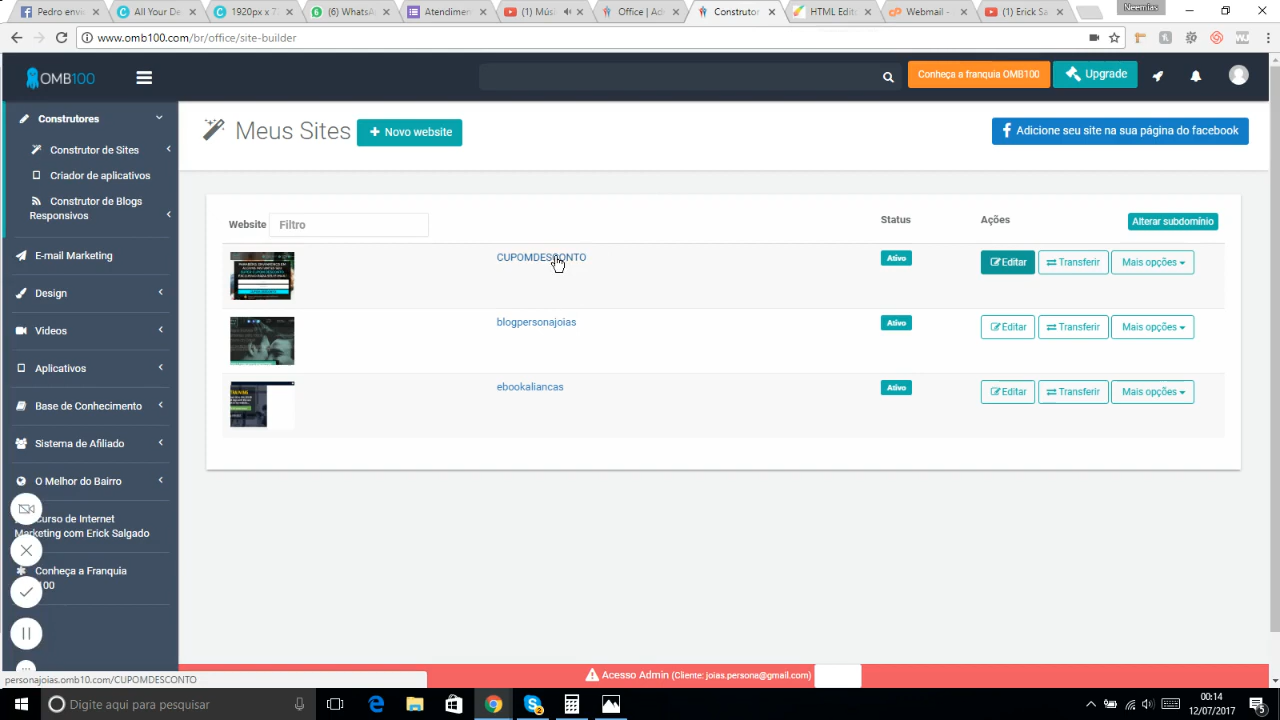 Pedro envi
All Your De
1920px x 7
(6) WhatsA
Atendimen
(1) Músi
Office | Ad
Construtor
HTML Edit
Webmail -
(1) Erick Sa
www.omb100.com/br/office/site-builder
OMB100
Conheça a franquia OMB100
Upgrade
Construtores
Construtor de Sites
Criador de aplicativos
Construtor de Blogs
Responsivos
E-mail Marketing
Design
Videos
Aplicativos
Base de Conhecimento
Sistema de Afiliado
O Melhor do Bairro
Curso de Internet
Marketing com Erick Salgado
Conheça a Franquia
100
Meus Sites
+ Novo website
Adicione seu site na sua página do facebook
Website Filtro
Status
Ações
Alterar subdomínio
CUPOMDESCONTO
Ativo
Editar
Transferir
Mais opções
blogpersonajoias
Ativo
Editar
Transferir
Mais opções
ebookaliancas
Ativo
Editar
Transferir
Mais opções
Acesso Admin (Cliente: joias.persona@gmail.com)
personajoias.omb100.com/CUPOMDESCONTO
Digite aqui para pesquisar
00:14
12/07/2017